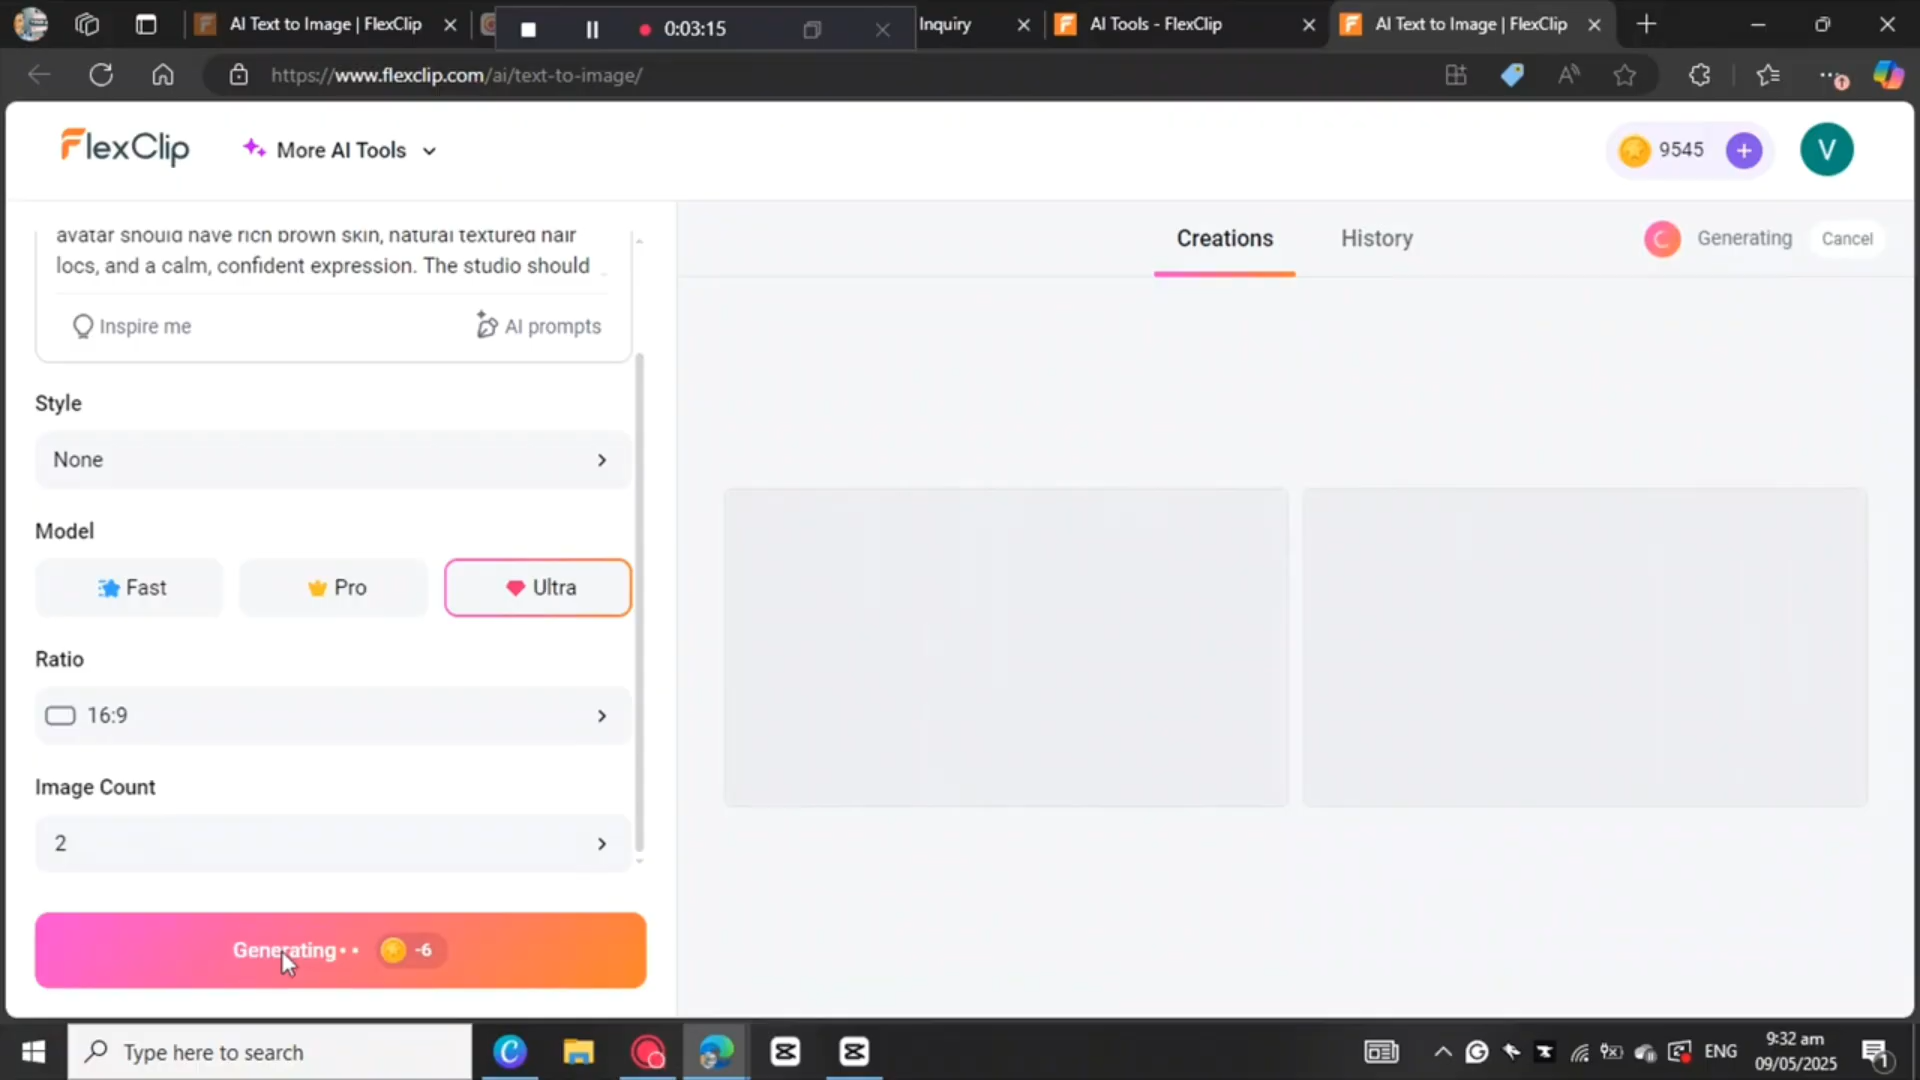 AI Text to Image | FlexClip
0:03:15
Inquiry
AI Tools - FlexClip
AI Text to Image | FlexClip
https://www.flexclip.com/ai/text-to-image/
FlexClip
More AI Tools
9545
V
avatar should have rich brown skin, natural textured hair
locs, and a calm, confident expression. The studio should
Inspire me
AI prompts
Creations
History
Generating
Cancel
Style
None
Model
Fast
Pro
Ultra
Ratio
16:9
Image Count
2
Generating••
-6
Type here to search
ENG
9:32 am
09/05/2025
1